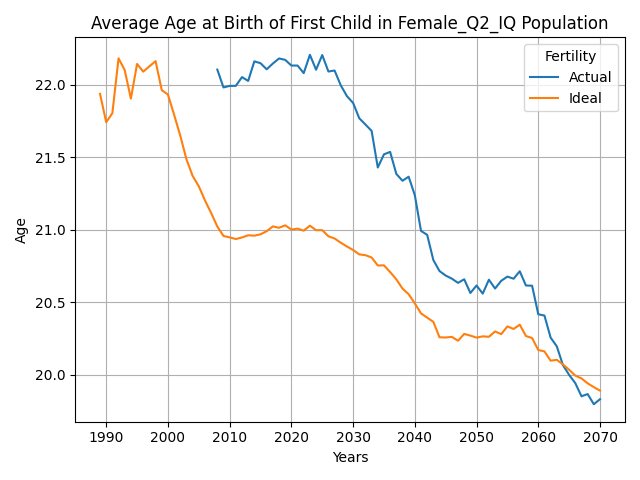 Average Age at Birth of First Child in Female_Q2_IQ Population
Fertility
Actual
Ideal
Age
22.0
21.5
21.0
20.5
20.0
1990 2000 2010 2020 2030 2040 2050 2060 2070
Years